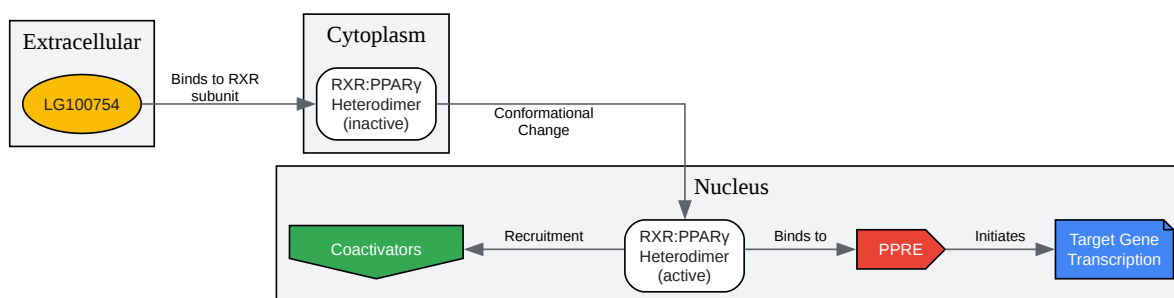 Extracellular
LG100754
Binds to RXR
subunit
Cytoplasm
RXR:PPARγ
Heterodimer
(inactive)
Conformational
Change
Nucleus
Coactivators
Recruitment
RXR:PPARγ
Heterodimer
(active)
Binds to
PPRE
Initiates
Target Gene
Transcription